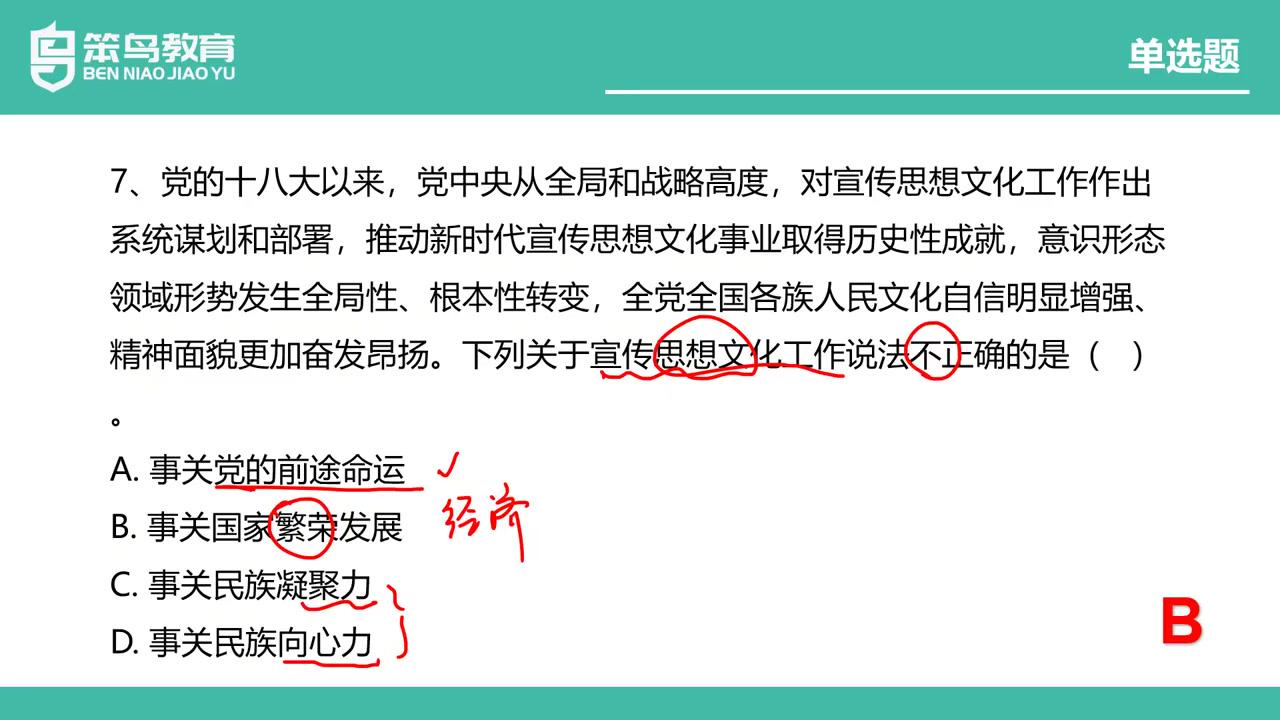 笨鸟教育
BEN NIAO JIAO YU
单选题
7、党的十八大以来，党中央从全局和战略高度，对宣传思想文化工作作出
系统谋划和部署，推动新时代宣传思想文化事业取得历史性成就，意识形态
领域形势发生全局性、根本性转变，全党全国各族人民文化自信明显增强、
精神面貌更加奋发昂扬。下列关于宣传思想文化工作说法不正确的是（ ）
。
A. 事关党的前途命运
B. 事关国家繁荣发展
经济
C. 事关民族凝聚力
D. 事关民族向心力
B